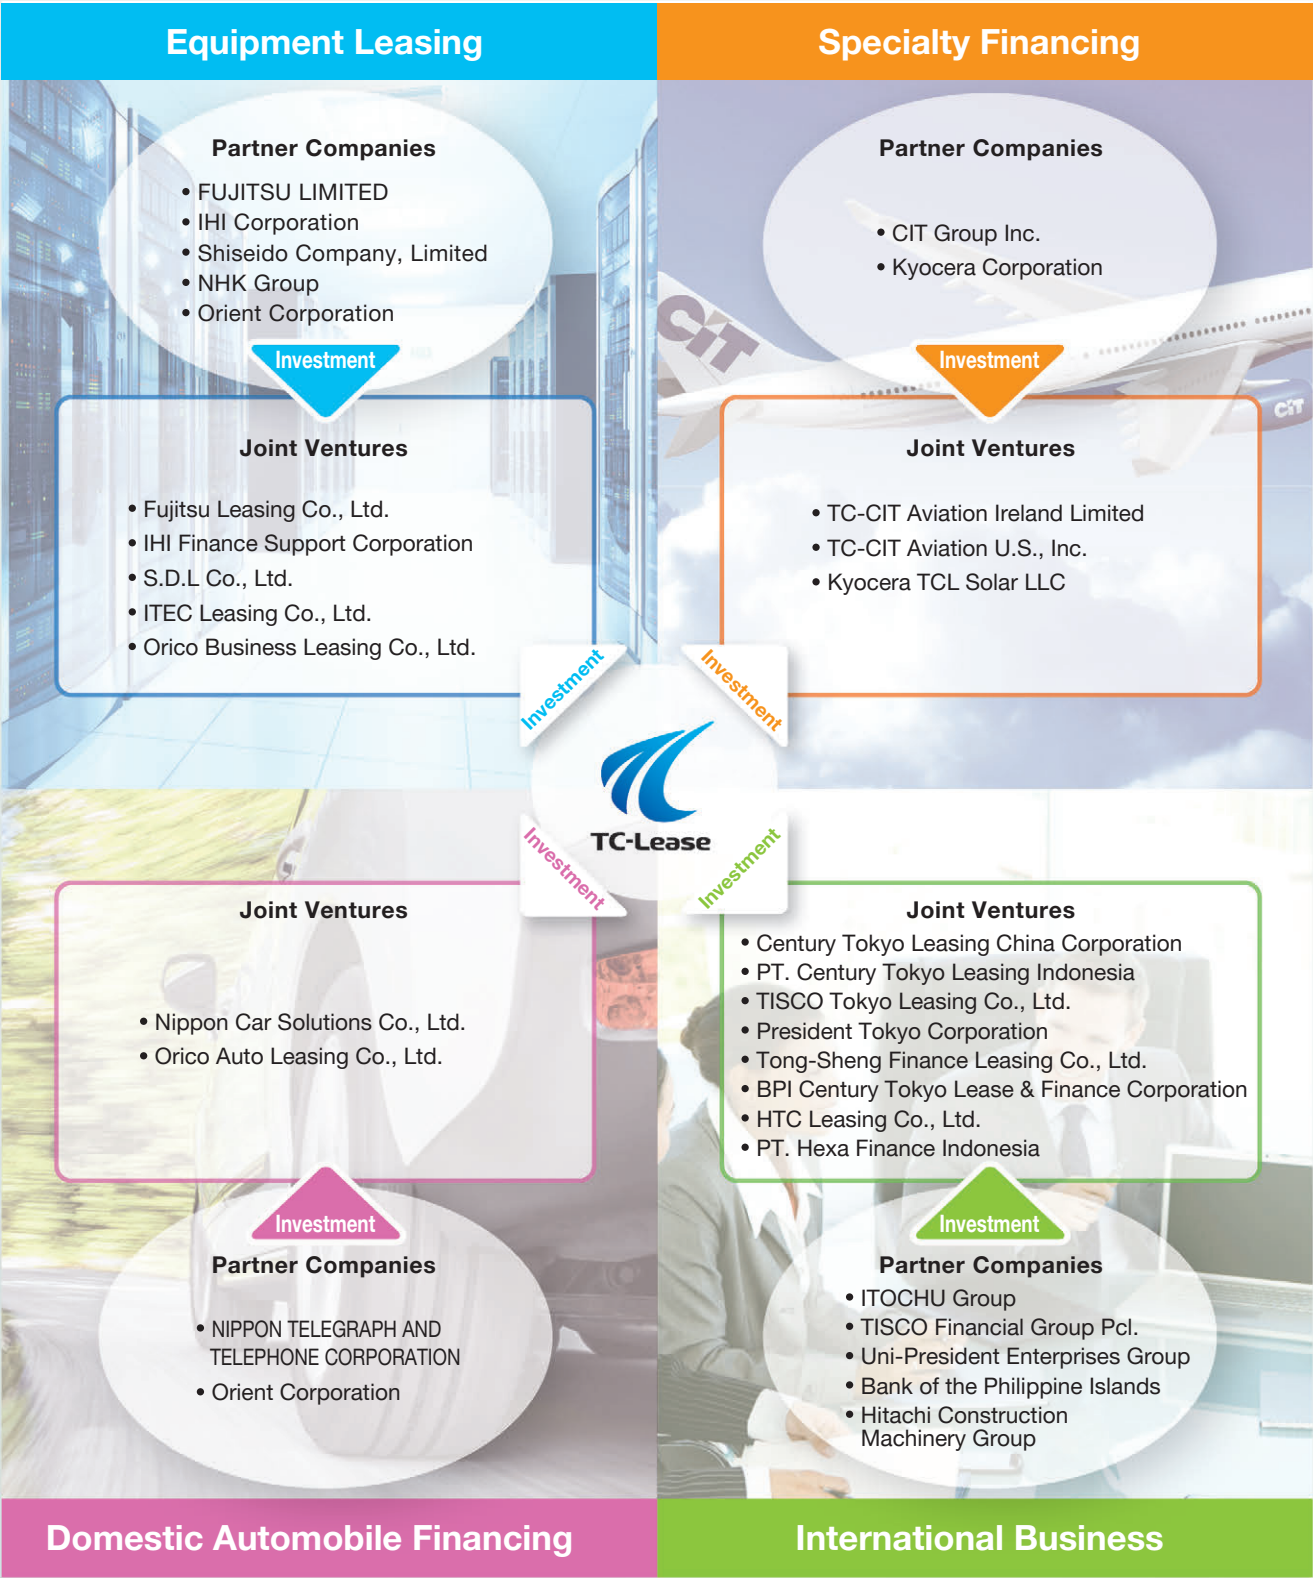 Equipment Leasing
Partner Companies
• FUJITSU LIMITED
• IHI Corporation
• Shiseido Company, Limited
• NHK Group
• Orient Corporation
Investment
Joint Ventures
• Fujitsu Leasing Co., Ltd.
• IHI Finance Support Corporation
• S.D.L Co., Ltd.
• ITEC Leasing Co., Ltd.
• Orico Business Leasing Co., Ltd.
Investment
Specialty Financing
Partner Companies
• CIT Group Inc.
• Kyocera Corporation
CIT
Investment
CIT
Joint Ventures
• TC-CIT Aviation Ireland Limited
• TC-CIT Aviation U.S., Inc.
• Kyocera TCL Solar LLC
Investment
TC-Lease
Investment
Joint Ventures
• Nippon Car Solutions Co., Ltd.
• Orico Auto Leasing Co., Ltd.
Investment
Partner Companies
• NIPPON TELEGRAPH AND
TELEPHONE CORPORATION
• Orient Corporation
Domestic Automobile Financing
Investment
Joint Ventures
• Century Tokyo Leasing China Corporation
• PT. Century Tokyo Leasing Indonesia
• TISCO Tokyo Leasing Co., Ltd.
• President Tokyo Corporation
• Tong-Sheng Finance Leasing Co., Ltd.
• BPI Century Tokyo Lease & Finance Corporation
• HTC Leasing Co., Ltd.
• PT. Hexa Finance Indonesia
Investment
Partner Companies
• ITOCHU Group
• TISCO Financial Group Pcl.
• Uni-President Enterprises Group
• Bank of the Philippine Islands
• Hitachi Construction
Machinery Group
International Business